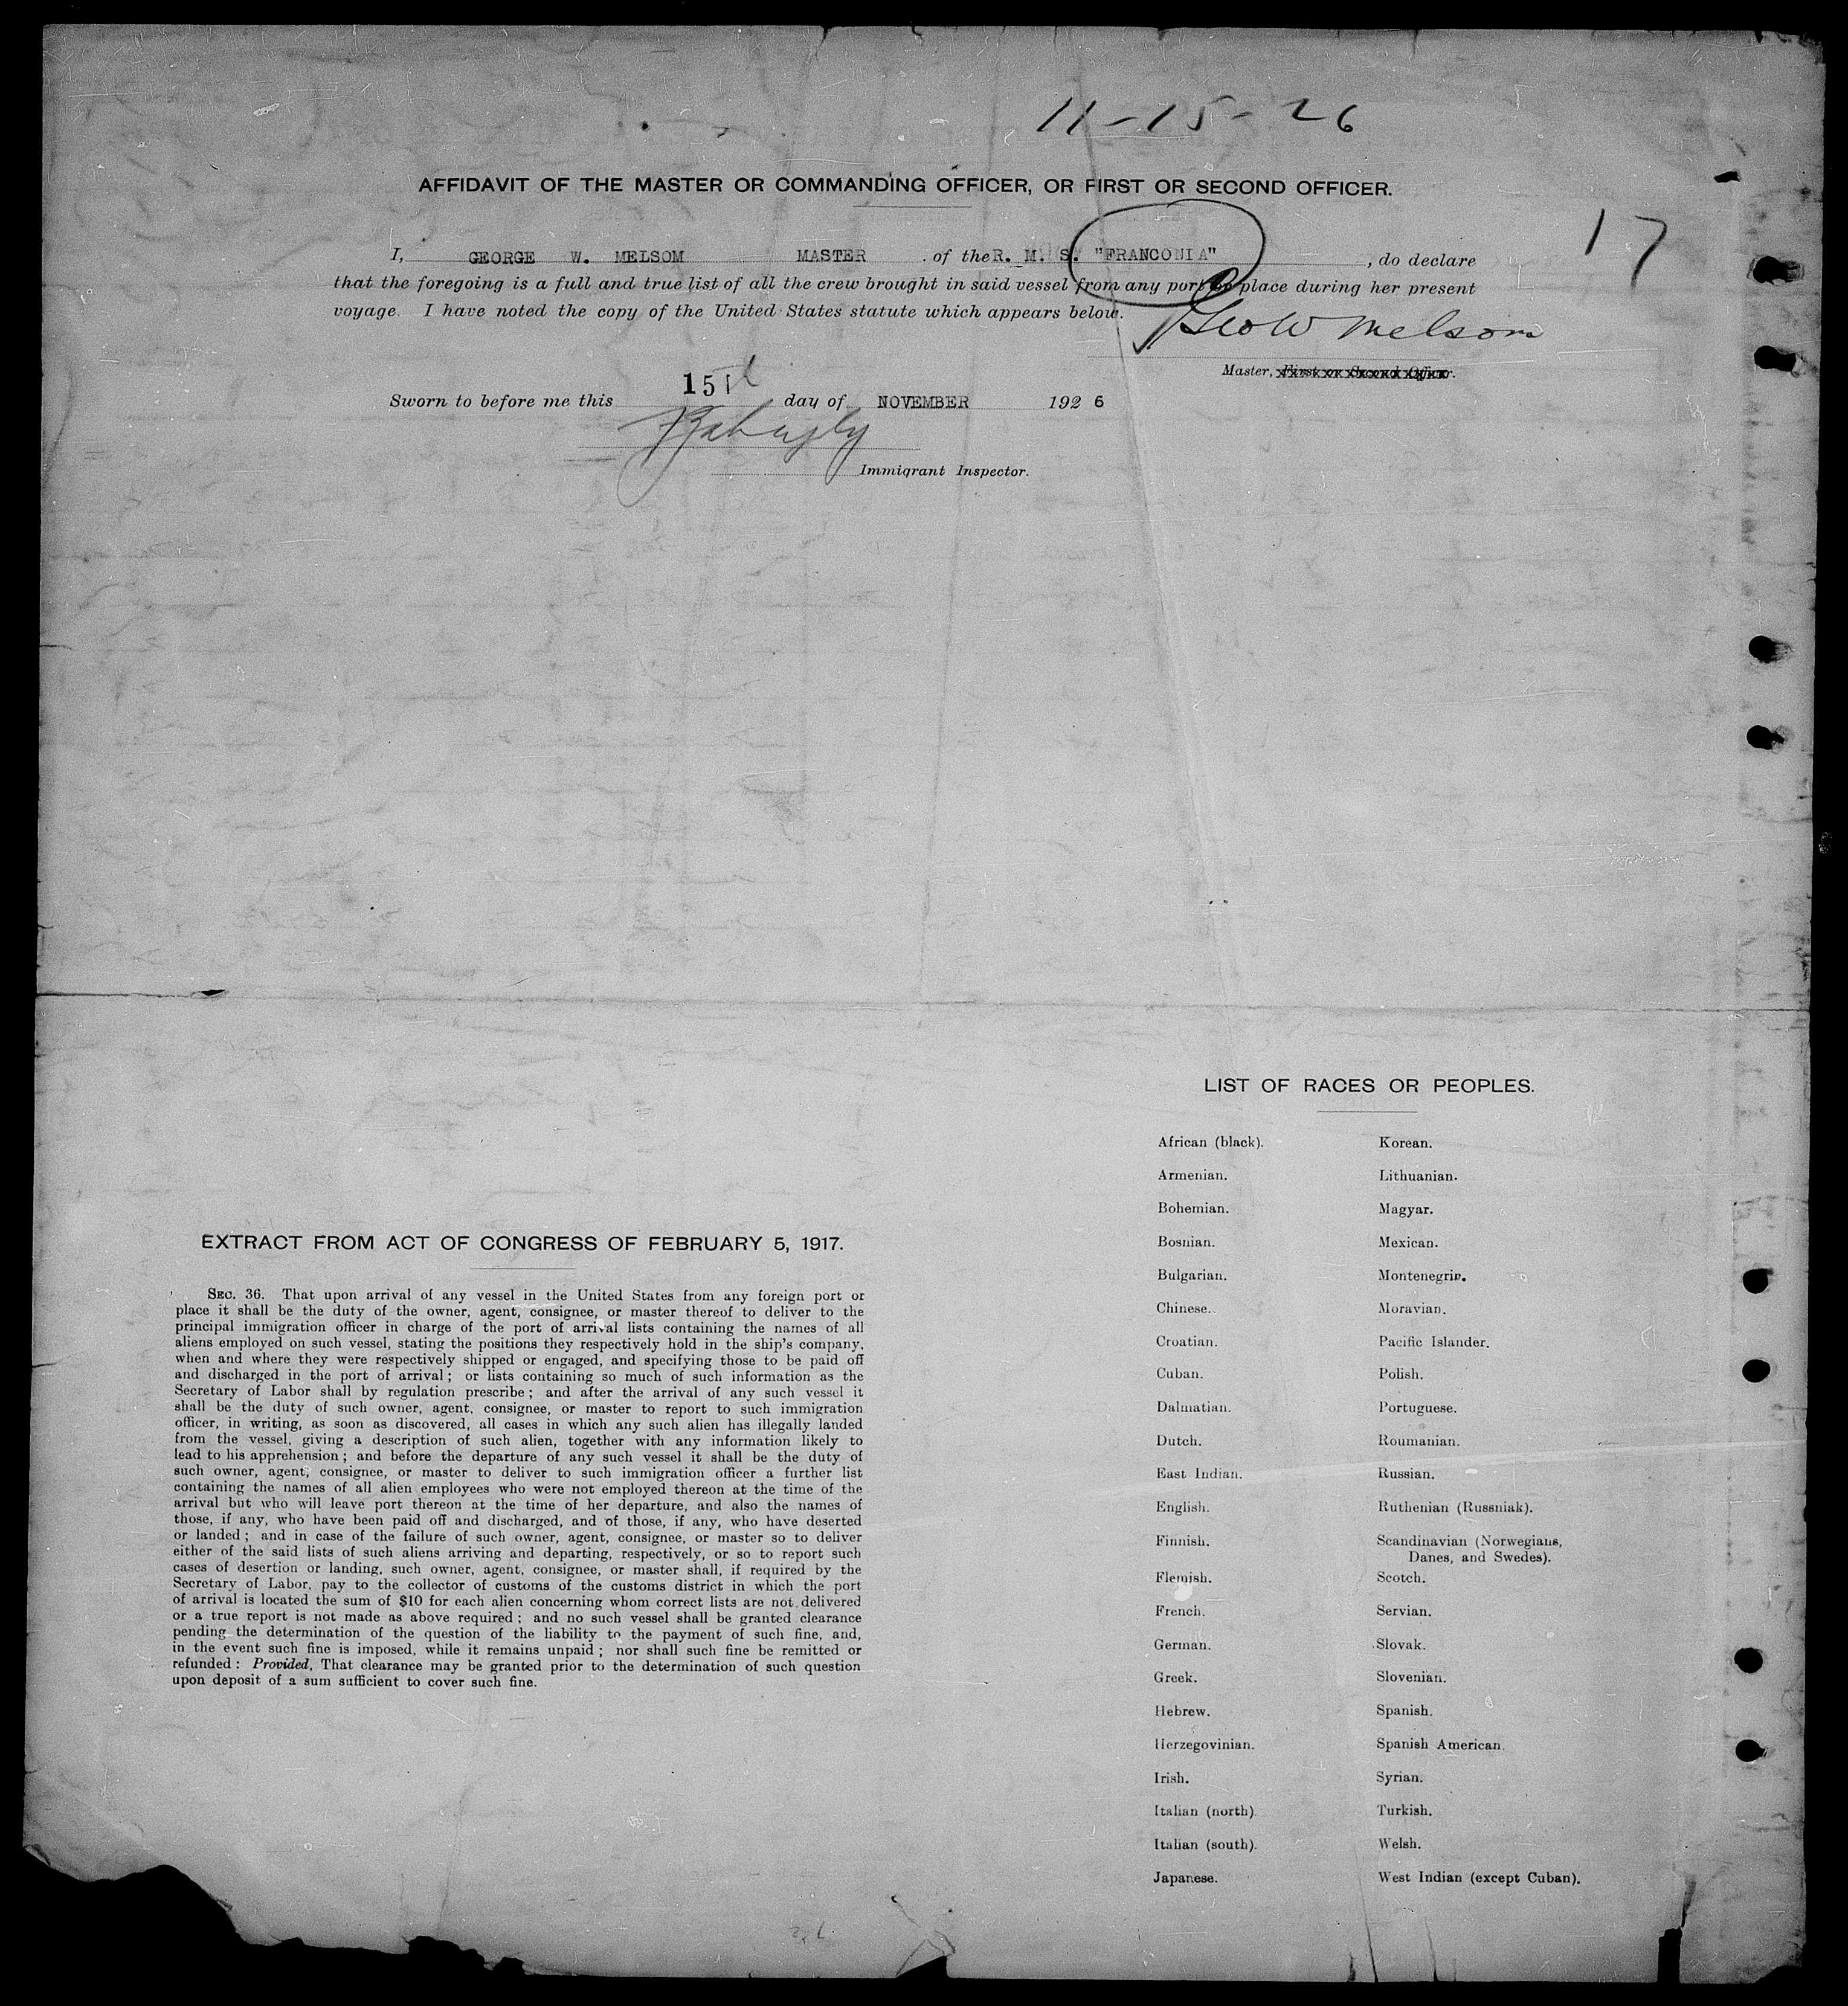 11-15-26
AFFIDAVIT OF THE MASTER OR COMMANDING OFFICER, OR FIRST OR SECOND OFFICER.
17
I, GEORGE W. MELSOM MASTER of the R. M. S. "FRANCONIA", do declare
that the foregoing is a full and true list of all the crew brought in said vessel from any port or place during her present
voyage. I have noted the copy of the United States statute which appears below.
Geo W Melsom
Master, First or Second Officer.
Sworn to before me this 15th day of NOVEMBER 1926
Immigrant Inspector.
EXTRACT FROM ACT OF CONGRESS OF FEBRUARY 5, 1917.
SEC. 36. That upon arrival of any vessel in the United States from any foreign port or
place it shall be the duty of the owner, agent, consignee, or master thereof to deliver to the
principal immigration officer in charge of the port of arrival lists containing the names of all
aliens employed on such vessel, stating the positions they respectively hold in the ship's company,
when and where they were respectively shipped or engaged, and specifying those to be paid off
and discharged in the port of arrival; or lists containing so much of such information as the
Secretary of Labor shall by regulation prescribe; and after the arrival of any such vessel it
shall be the duty of such owner, agent, consignee, or master to report to such immigration
officer, in writing, as soon as discovered, all cases in which any such alien has illegally landed
from the vessel, giving a description of such alien, together with any information likely to
lead to his apprehension; and before the departure of any such vessel it shall be the duty of
such owner, agent, consignee, or master to deliver to such immigration officer a further list
containing the names of all alien employees who were not employed thereon at the time of the
arrival but who will leave port thereon at the time of her departure, and also the names of
those, if any, who have been paid off and discharged, and of those, if any, who have deserted
or landed; and in case of the failure of such owner, agent, consignee, or master so to deliver
either of the said lists of such aliens arriving and departing, respectively, or so to report such
cases of desertion or landing, such owner, agent, consignee, or master shall, if required by the
Secretary of Labor, pay to the collector of customs of the customs district in which the port
of arrival is located the sum of $10 for each alien concerning whom correct lists are not delivered
or a true report is not made as above required; and no such vessel shall be granted clearance
pending the determination of the question of the liability to the payment of such fine, and,
in the event such fine is imposed, while it remains unpaid; nor shall such fine be remitted or
refunded: Provided, That clearance may be granted prior to the determination of such question
upon deposit of a sum sufficient to cover such fine.
LIST OF RACES OR PEOPLES.
African (black). Korean.
Armenian. Lithuanian.
Bohemian. Magyar.
Bosnian. Mexican.
Bulgarian. Montenegrin.
Chinese. Moravian.
Croatian. Pacific Islander.
Cuban. Polish.
Dalmatian. Portuguese.
Dutch. Roumanian.
East Indian. Russian.
English. Ruthenian (Russniak).
Finnish. Scandinavian (Norwegians,
Danes, and Swedes).
Flemish. Scotch.
French. Servian.
German. Slovak.
Greek. Slovenian.
Hebrew. Spanish.
Herzegovinian. Spanish American.
Irish. Syrian.
Italian (north). Turkish.
Italian (south). Welsh.
Japanese. West Indian (except Cuban).